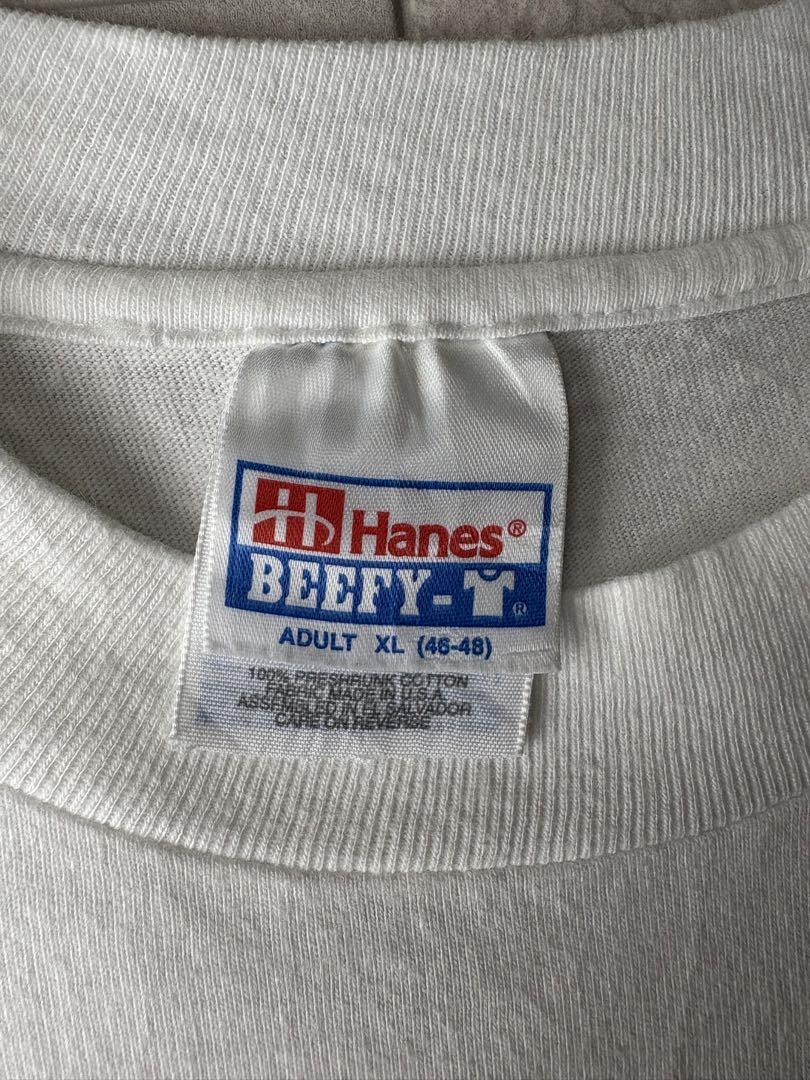 Hanes®
BEEFY-T®
ADULT XL (46-48)
100% PRESHRUNK COTTON
FABRIC MADE IN U.S.A
ASSEMBLED IN EL SALVADOR
CARE ON REVERSE